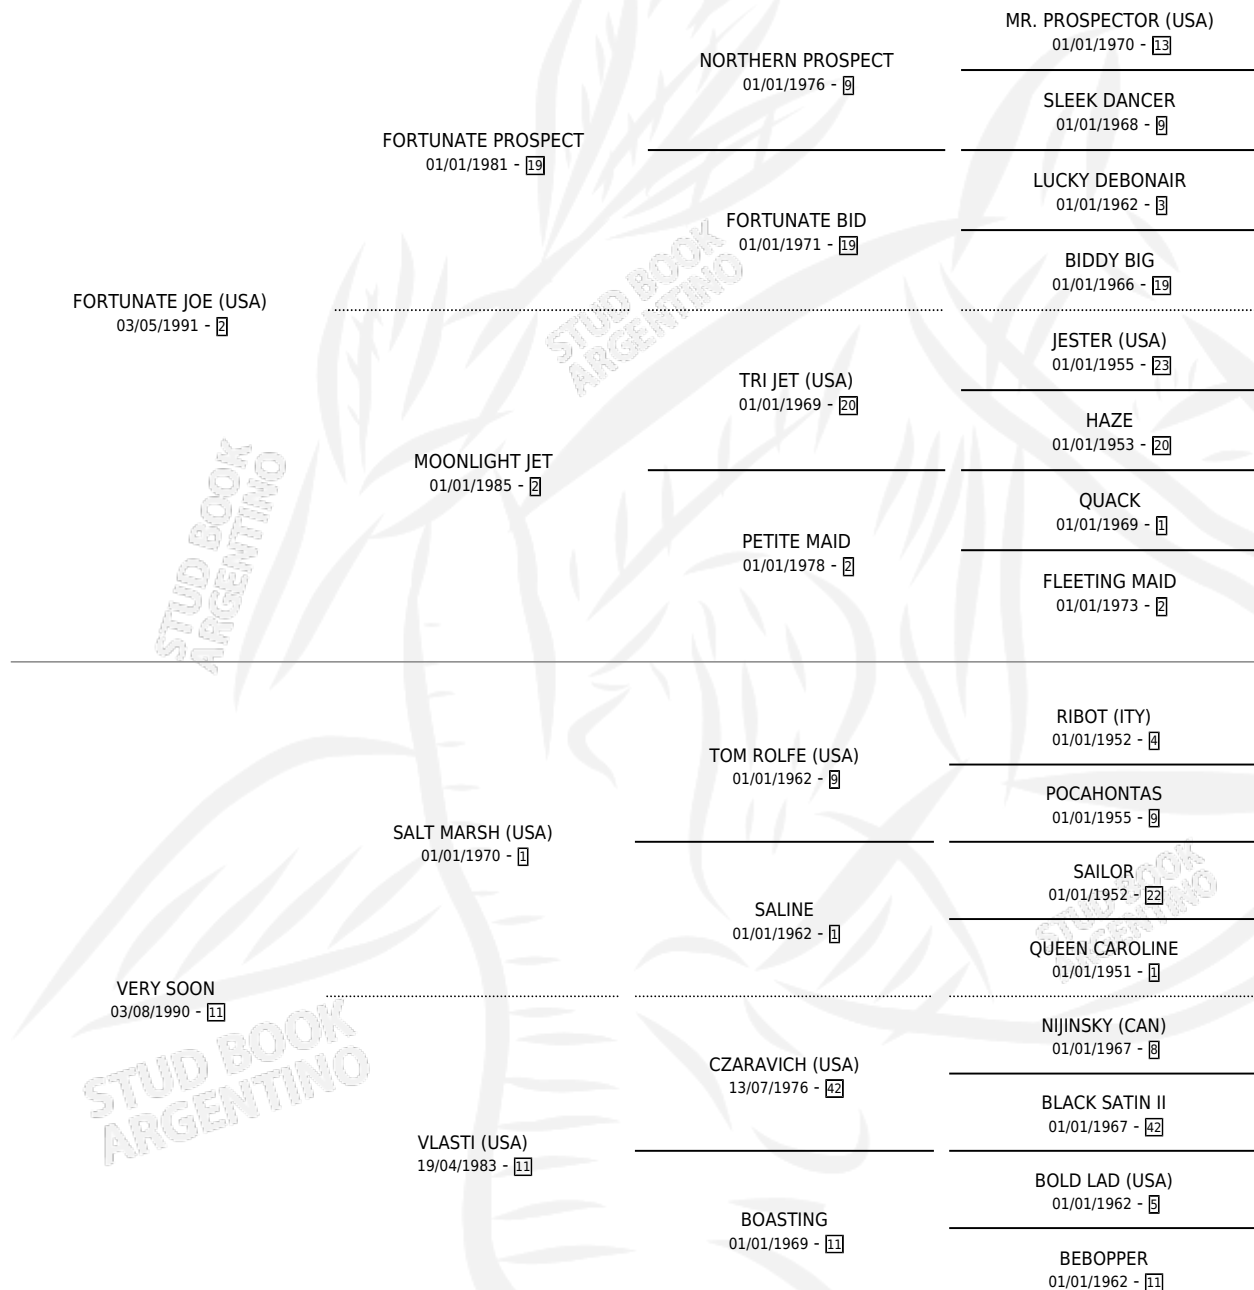 MR. PROSPECTOR (USA)
01/01/1970 - 13
NORTHERN PROSPECT
01/01/1976 - 9
SLEEK DANCER
01/01/1968 - 9
FORTUNATE PROSPECT
01/01/1981 - 19
LUCKY DEBONAIR
01/01/1962 - 3
FORTUNATE BID
01/01/1971 - 19
BIDDY BIG
01/01/1966 - 19
FORTUNATE JOE (USA)
03/05/1991 - 2
STUD BOOK
ARGENTINO
JESTER (USA)
01/01/1955 - 23
TRI JET (USA)
01/01/1969 - 20
HAZE
01/01/1953 - 20
MOONLIGHT JET
01/01/1985 - 2
QUACK
01/01/1969 - 1
PETITE MAID
01/01/1978 - 2
FLEETING MAID
01/01/1973 - 2
STUD BOOK
ARGENTINO
RIBOT (ITY)
01/01/1952 - 4
TOM ROLFE (USA)
01/01/1962 - 9
POCAHONTAS
01/01/1955 - 9
SALT MARSH (USA)
01/01/1970 - 1
SAILOR
01/01/1952 - 22
SALINE
01/01/1962 - 1
QUEEN CAROLINE
01/01/1951 - 1
STUD BOOK
ARGENTINO
VERY SOON
03/08/1990 - 11
NIJINSKY (CAN)
01/01/1967 - 8
CZARAVICH (USA)
13/07/1976 - 42
BLACK SATIN II
01/01/1967 - 42
STUD BOOK
ARGENTINO
VLASTI (USA)
19/04/1983 - 11
BOLD LAD (USA)
01/01/1962 - 5
BOASTING
01/01/1969 - 11
BEBOPPER
01/01/1962 - 11